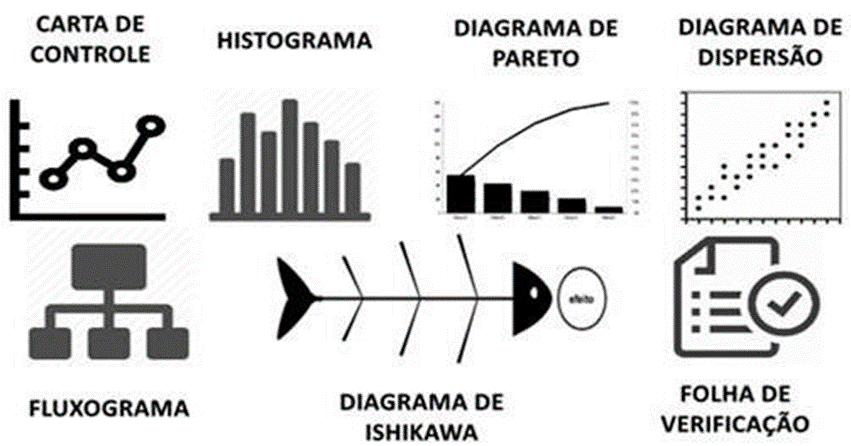 CARTA DE
CONTROLE
HISTOGRAMA
DIAGRAMA DE
PARETO
DIAGRAMA DE
DISPERSÃO
efeito
FLUXOGRAMA
DIAGRAMA DE
ISHIKAWA
FOLHA DE
VERIFICAÇÃO